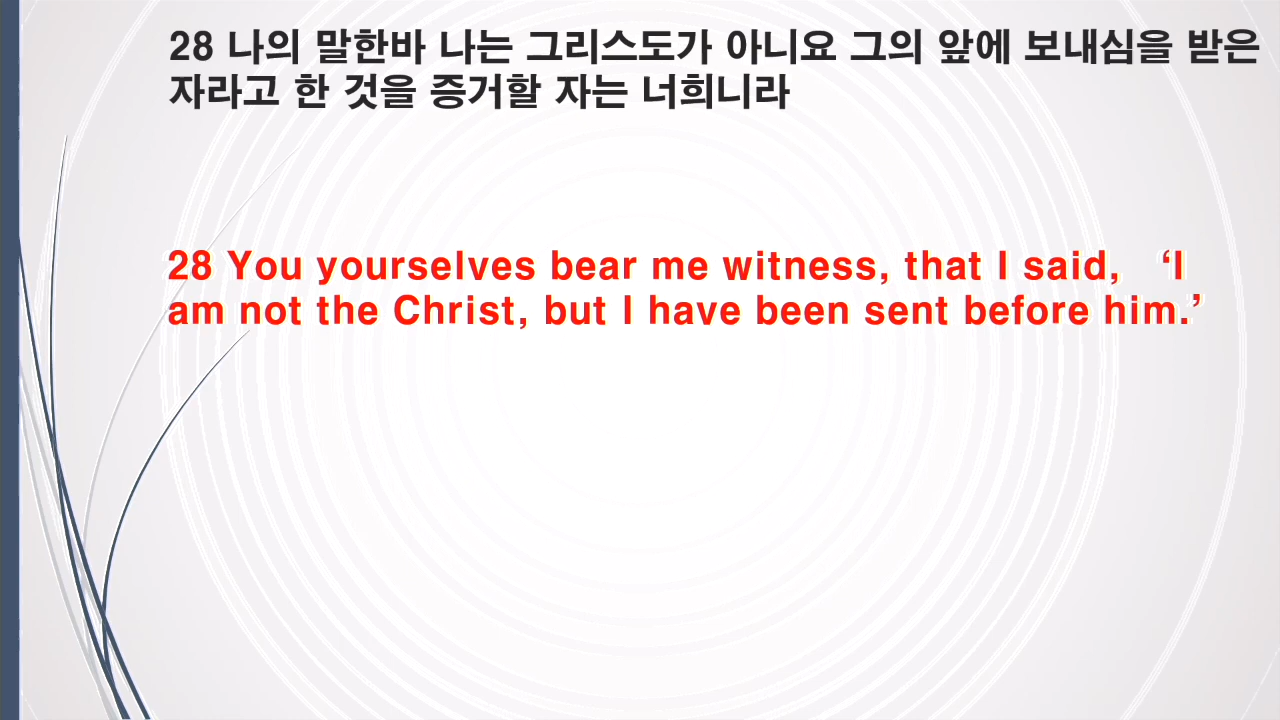 28 나의 말한바 나는 그리스도가 아니요 그의 앞에 보내심을 받은
자라고 한 것을 증거할 자는 너희니라
28 You yourselves bear me witness, that I said, ‘I
am not the Christ, but I have been sent before him.’